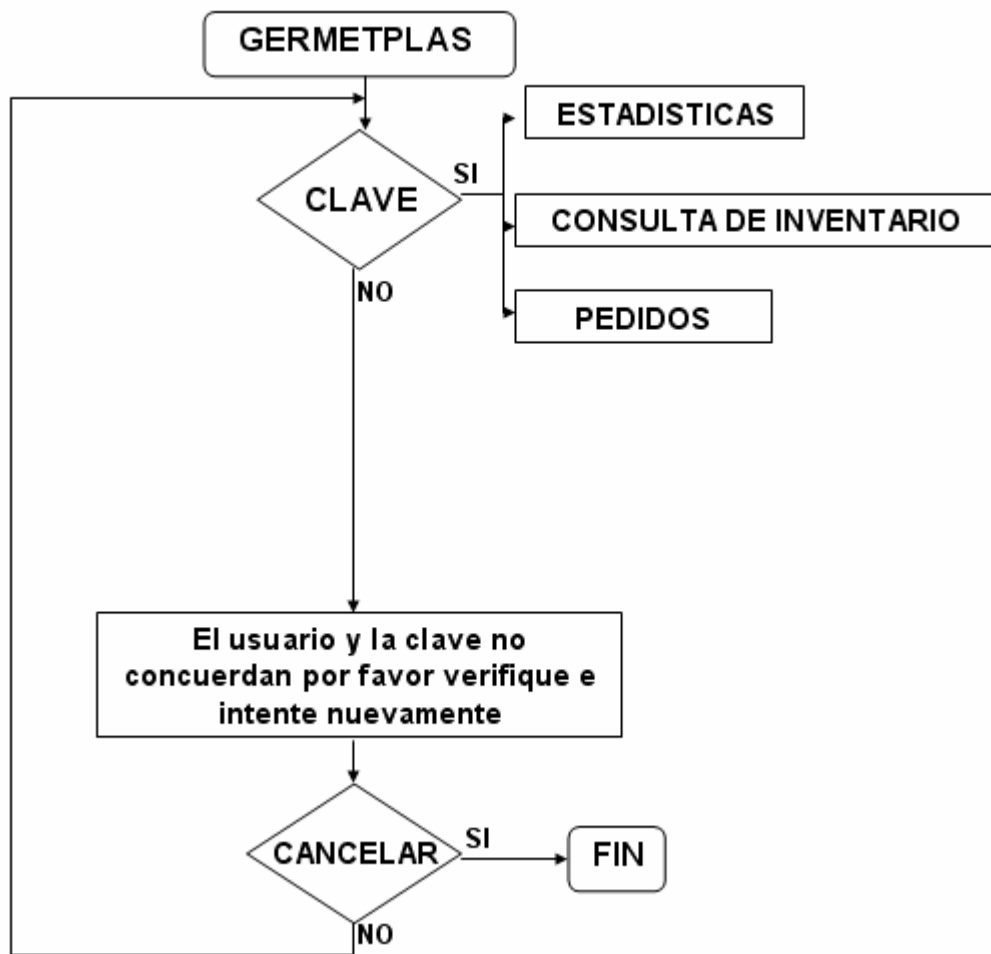 GERMETPLAS
ESTADISTICAS
SI
CLAVE
CONSULTA DE INVENTARIO
NO
PEDIDOS
El usuario y la clave no
concuerdan por favor verifique e
intente nuevamente
SI
CANCELAR
FIN
NO